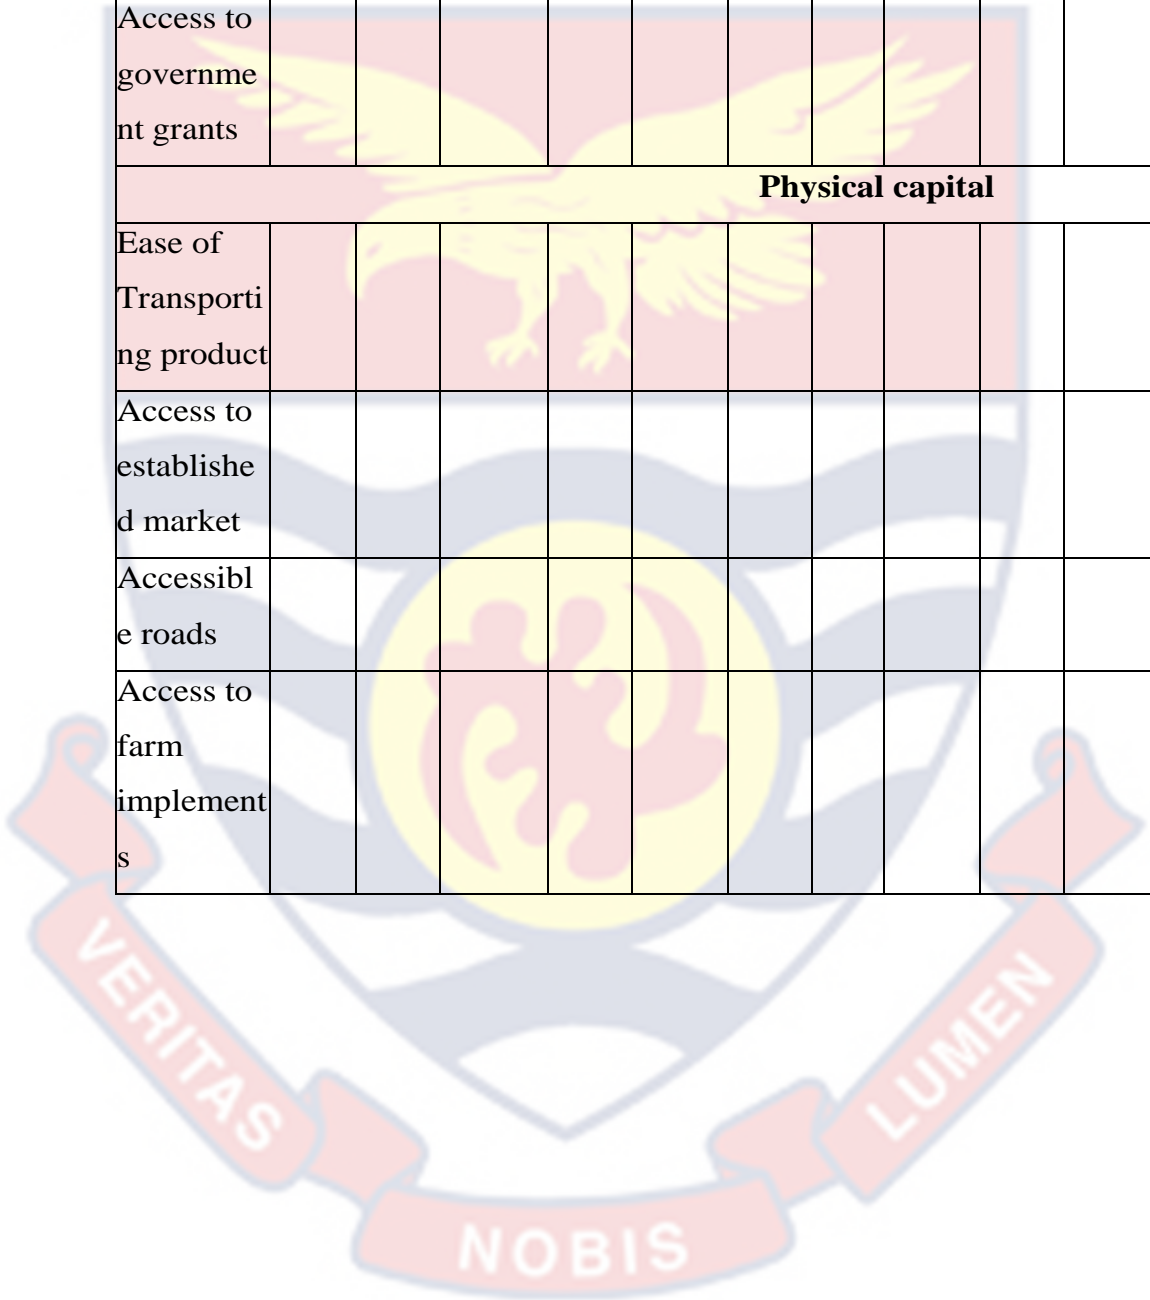 Access to
governme
nt grants
Physical capital
Ease of
Transporti
ng product
Access to
establishe
d market
Accessibl
e roads
Access to
farm
implement
s
VERITAS
NOBIS
LUMEN